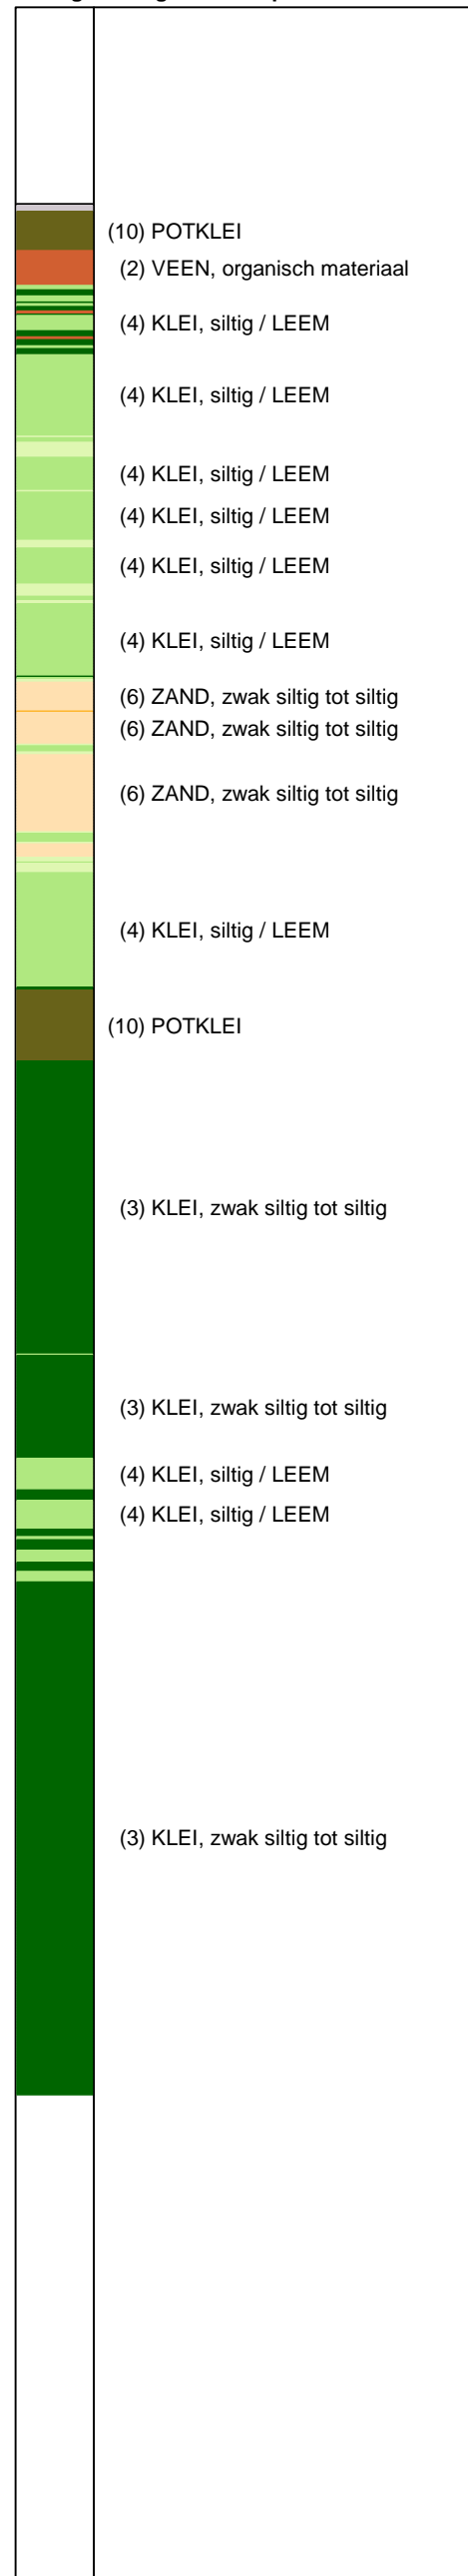 (10) POTKLEI
(2) VEEN, organisch materiaal
(4) KLEI, siltig / LEEM
(4) KLEI, siltig / LEEM
(4) KLEI, siltig / LEEM
(4) KLEI, siltig / LEEM
(4) KLEI, siltig / LEEM
(4) KLEI, siltig / LEEM
(6) ZAND, zwak siltig tot siltig
(6) ZAND, zwak siltig tot siltig
(6) ZAND, zwak siltig tot siltig
(4) KLEI, siltig / LEEM
(10) POTKLEI
(3) KLEI, zwak siltig tot siltig
(3) KLEI, zwak siltig tot siltig
(4) KLEI, siltig / LEEM
(4) KLEI, siltig / LEEM
(3) KLEI, zwak siltig tot siltig